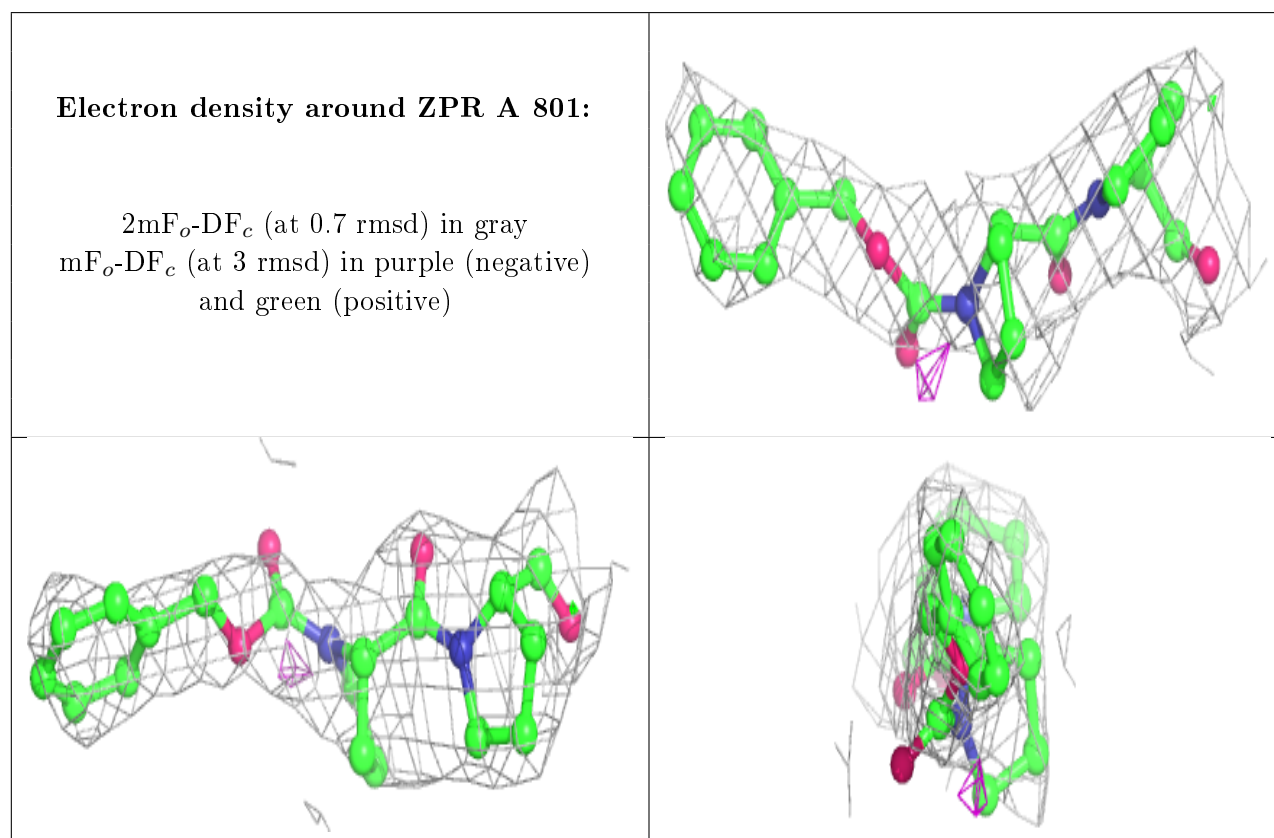 Electron density around ZPR A 801:
2mFo-DFc (at 0.7 rmsd) in gray
mFo-DFc (at 3 rmsd) in purple (negative)
and green (positive)